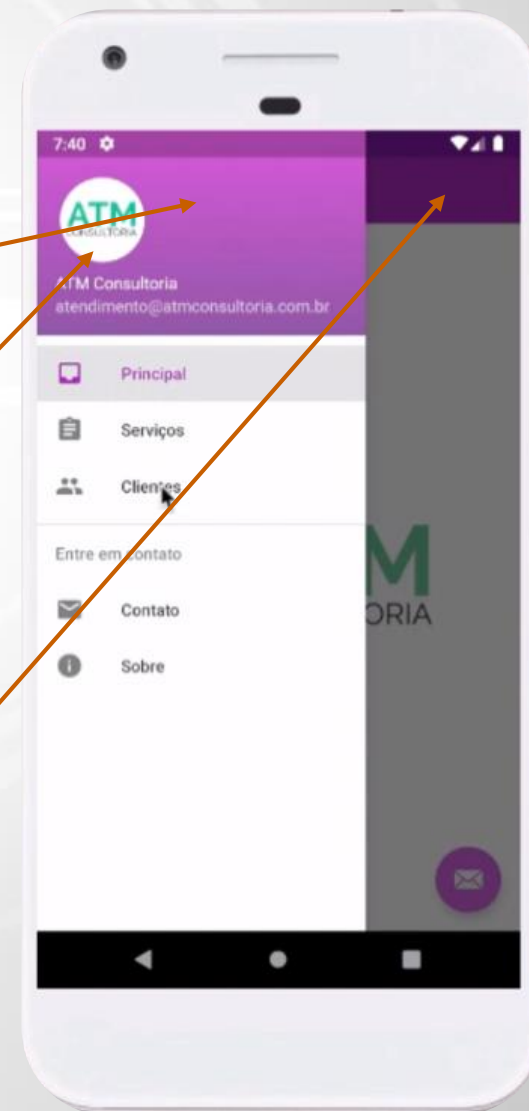 7:40
ATM
CONSULTORIA
ATM Consultoria
atendimento@atmconsultoria.com.br
Principal
Serviços
Clientes
Entre em contato
Contato
Sobre
M
ORIA